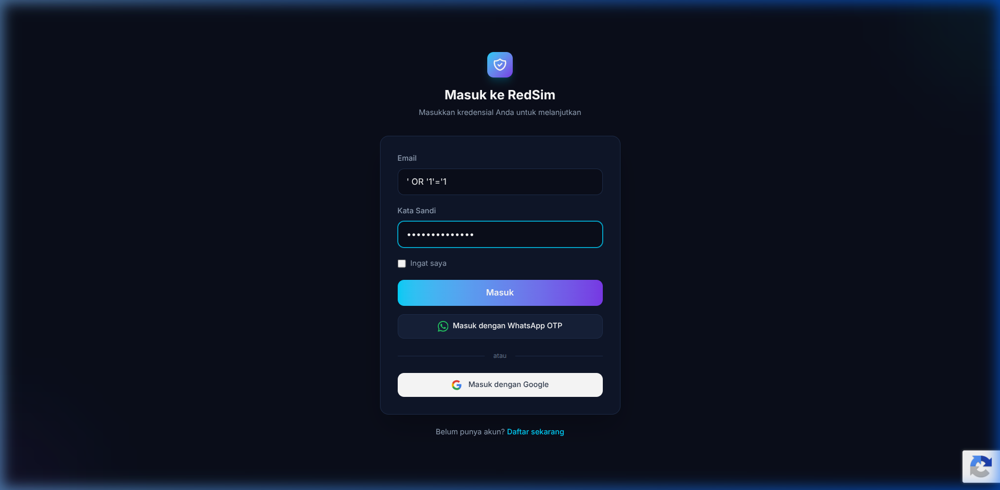 Masuk ke RedSim
Masukkan kredensial Anda untuk melanjutkan
Email
' OR '1'='1
Kata Sandi
••••••••••••••
Ingat saya
Masuk
Masuk dengan WhatsApp OTP
atau
Masuk dengan Google
Belum punya akun? Daftar sekarang